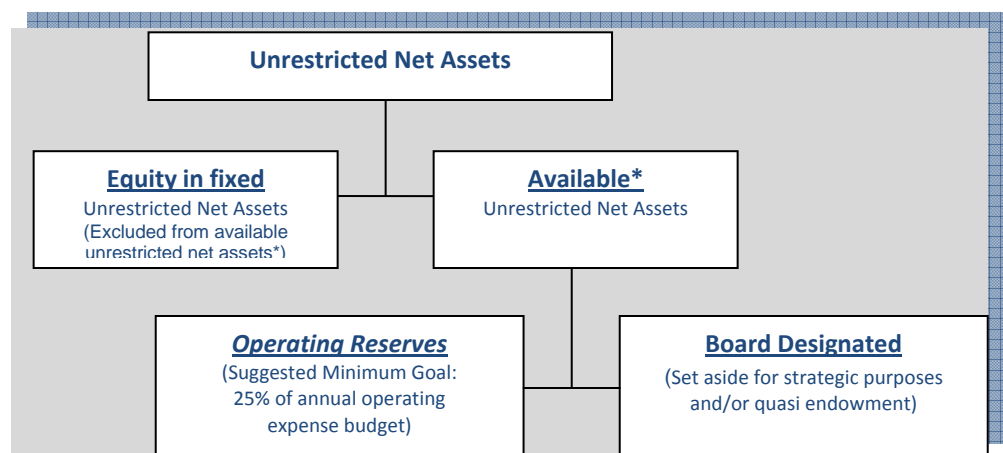 Unrestricted Net Assets
Equity in fixed
Unrestricted Net Assets
(Excluded from available
unrestricted net assets*)
Available*
Unrestricted Net Assets
Operating Reserves
(Suggested Minimum Goal:
25% of annual operating
expense budget)
Board Designated
(Set aside for strategic purposes
and/or quasi endowment)